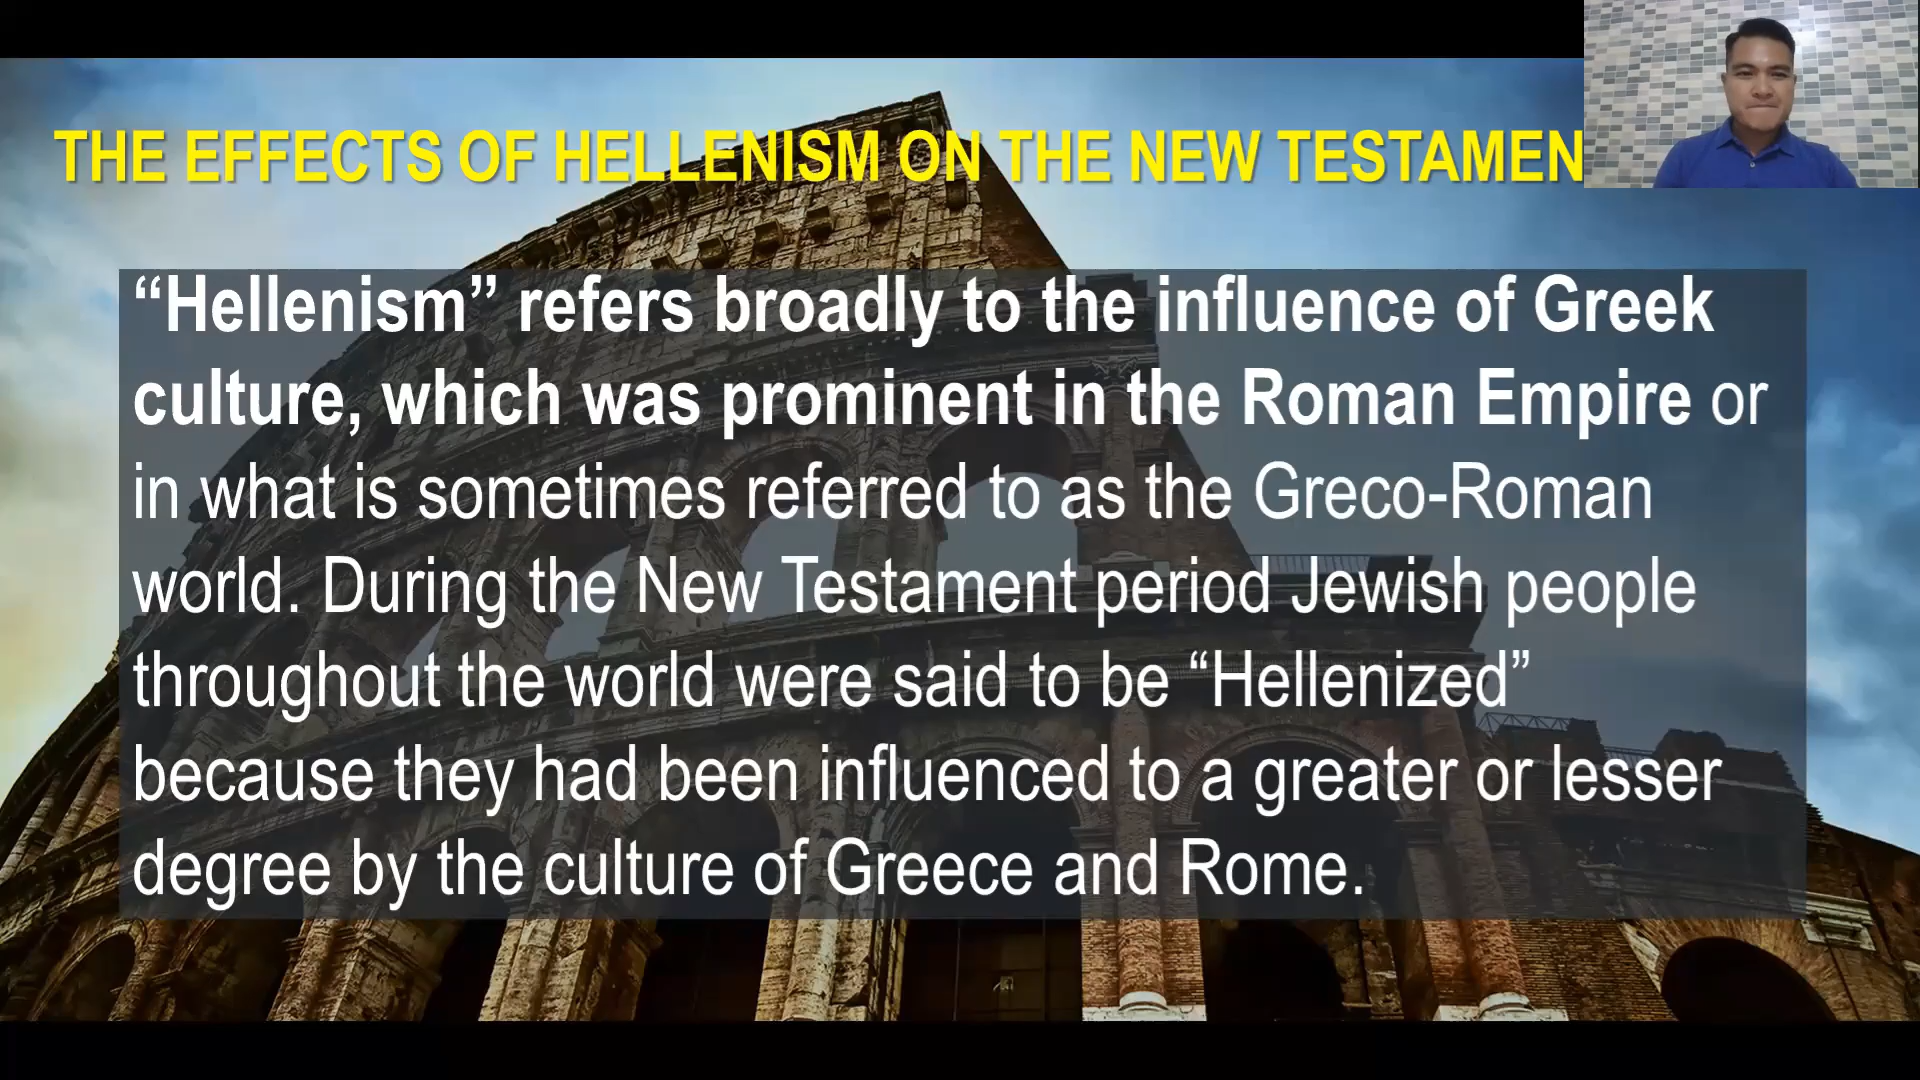 THE EFFECTS OF HELLENISM ON THE NEW TESTAMEN
“Hellenism” refers broadly to the influence of Greek
culture, which was prominent in the Roman Empire or
in what is sometimes referred to as the Greco-Roman
world. During the New Testament period Jewish people
throughout the world were said to be “Hellenized”
because they had been influenced to a greater or lesser
degree by the culture of Greece and Rome.